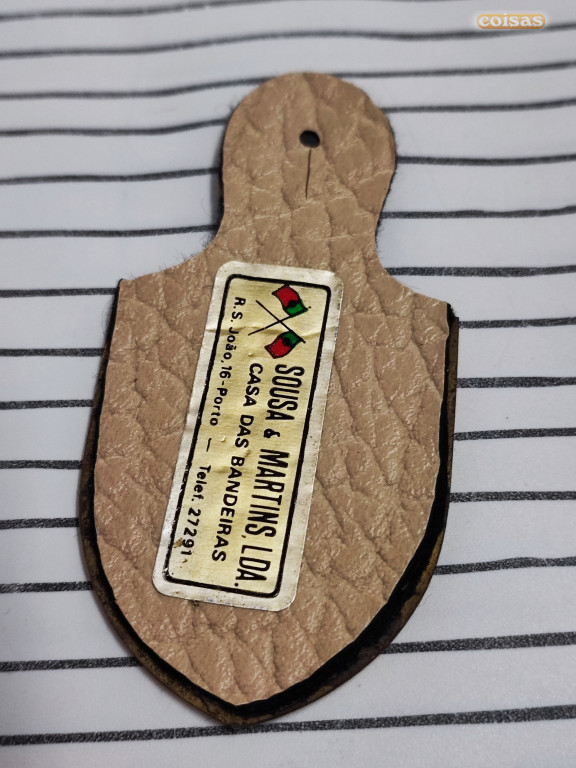 coisas
SOUSA & MARTINS, LDA.
CASA DAS BANDEIRAS
R.S. João, 16 - Porto — Telef. 27291